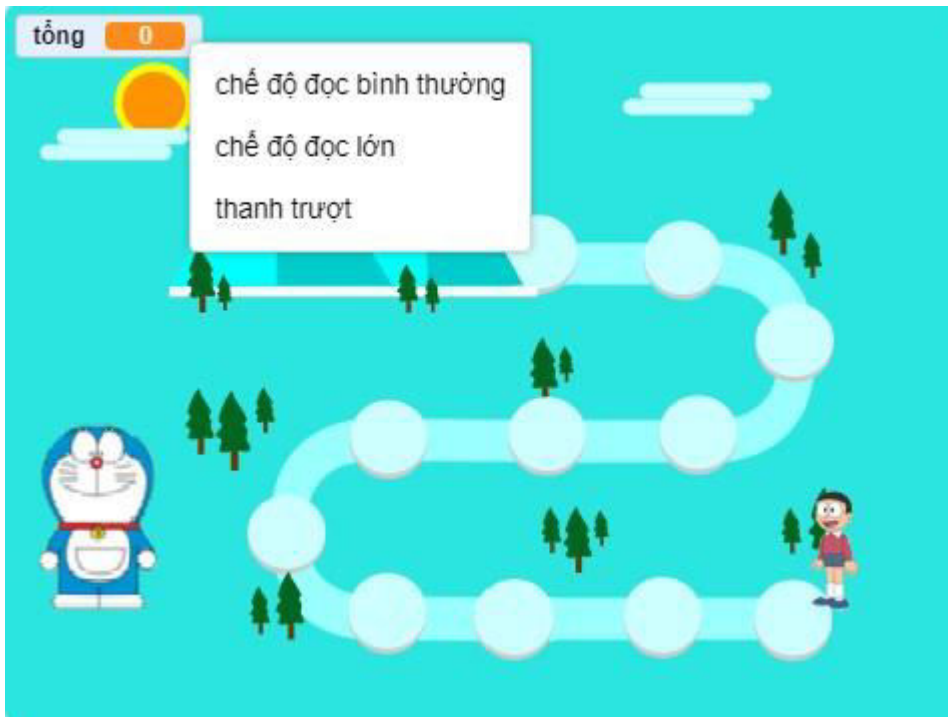 tổng 0
chế độ đọc bình thường
chế độ đọc lớn
thanh trượt